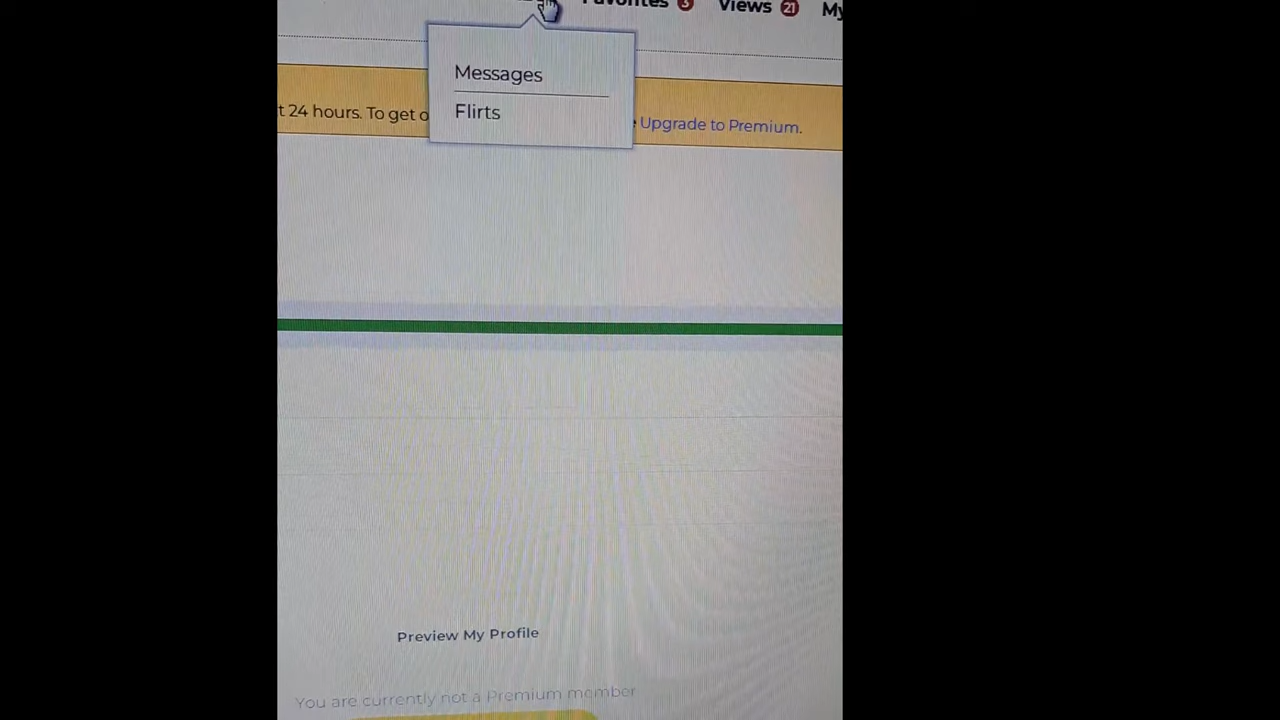 Favorites 3 Views 21 My
Messages
Flirts
t 24 hours. To get o
Upgrade to Premium.
Preview My Profile
You are currently not a Premium member